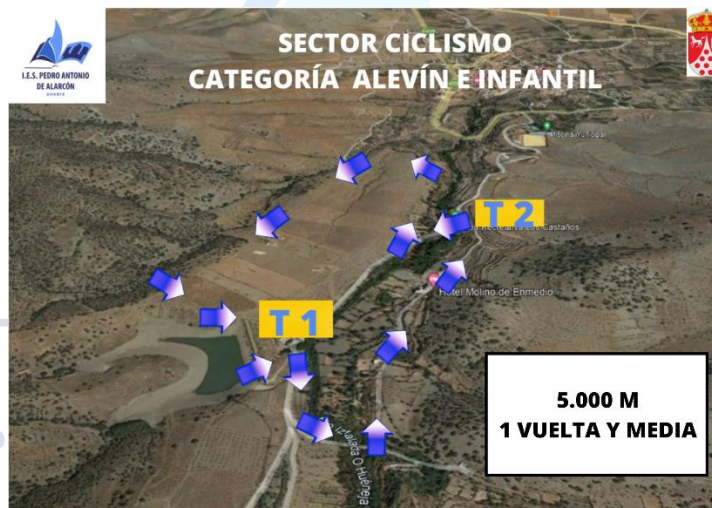 I.E.S. PEDRO ANTONIO
DE ALARCÓN
GUADIX
SECTOR CICLISMO
CATEGORÍA ALEVÍN E INFANTIL
T 2
Hotel Molino de Enmedio
T 1
5.000 M
1 VUELTA Y MEDIA